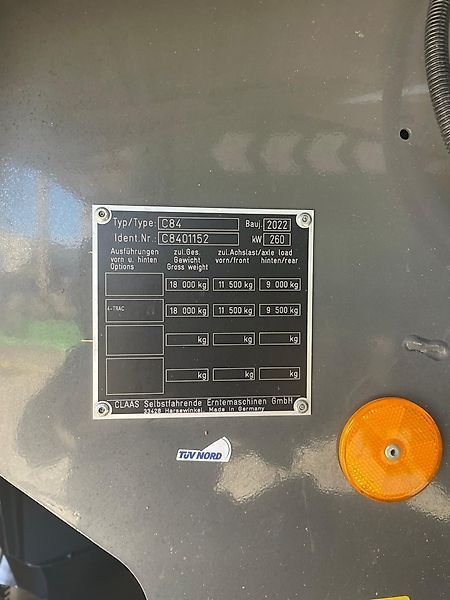 Typ/Type: C84 Bauj. 2022
Ident.Nr.: C8401152 kW 260
Ausführungen zul.Ges. zul.Achslast/axle load
vorn u. hinten Gewicht vorn/front hinten/rear
Options Gross weight
18 000 kg 11 500 kg 9 000 kg
4-TRAC 18 000 kg 11 500 kg 9 500 kg
kg kg kg
kg kg kg
CLAAS Selbstfahrende Erntemaschinen GmbH
33428 Harsewinkel, Made in Germany
TÜV NORD